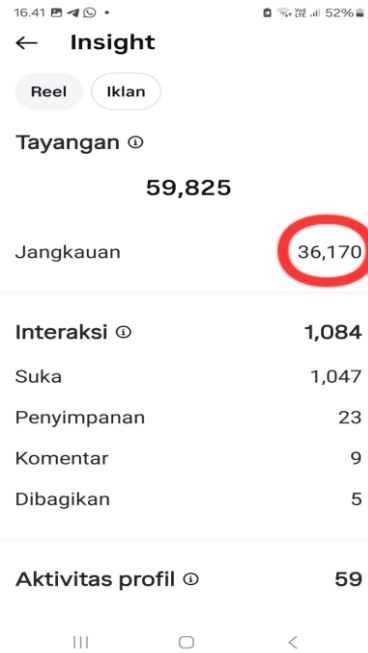 16.41 52%
Insight
Reel Iklan
Tayangan
59,825
Jangkauan 36,170
Interaksi 1,084
Suka 1,047
Penyimpanan 23
Komentar 9
Dibagikan 5
Aktivitas profil 59